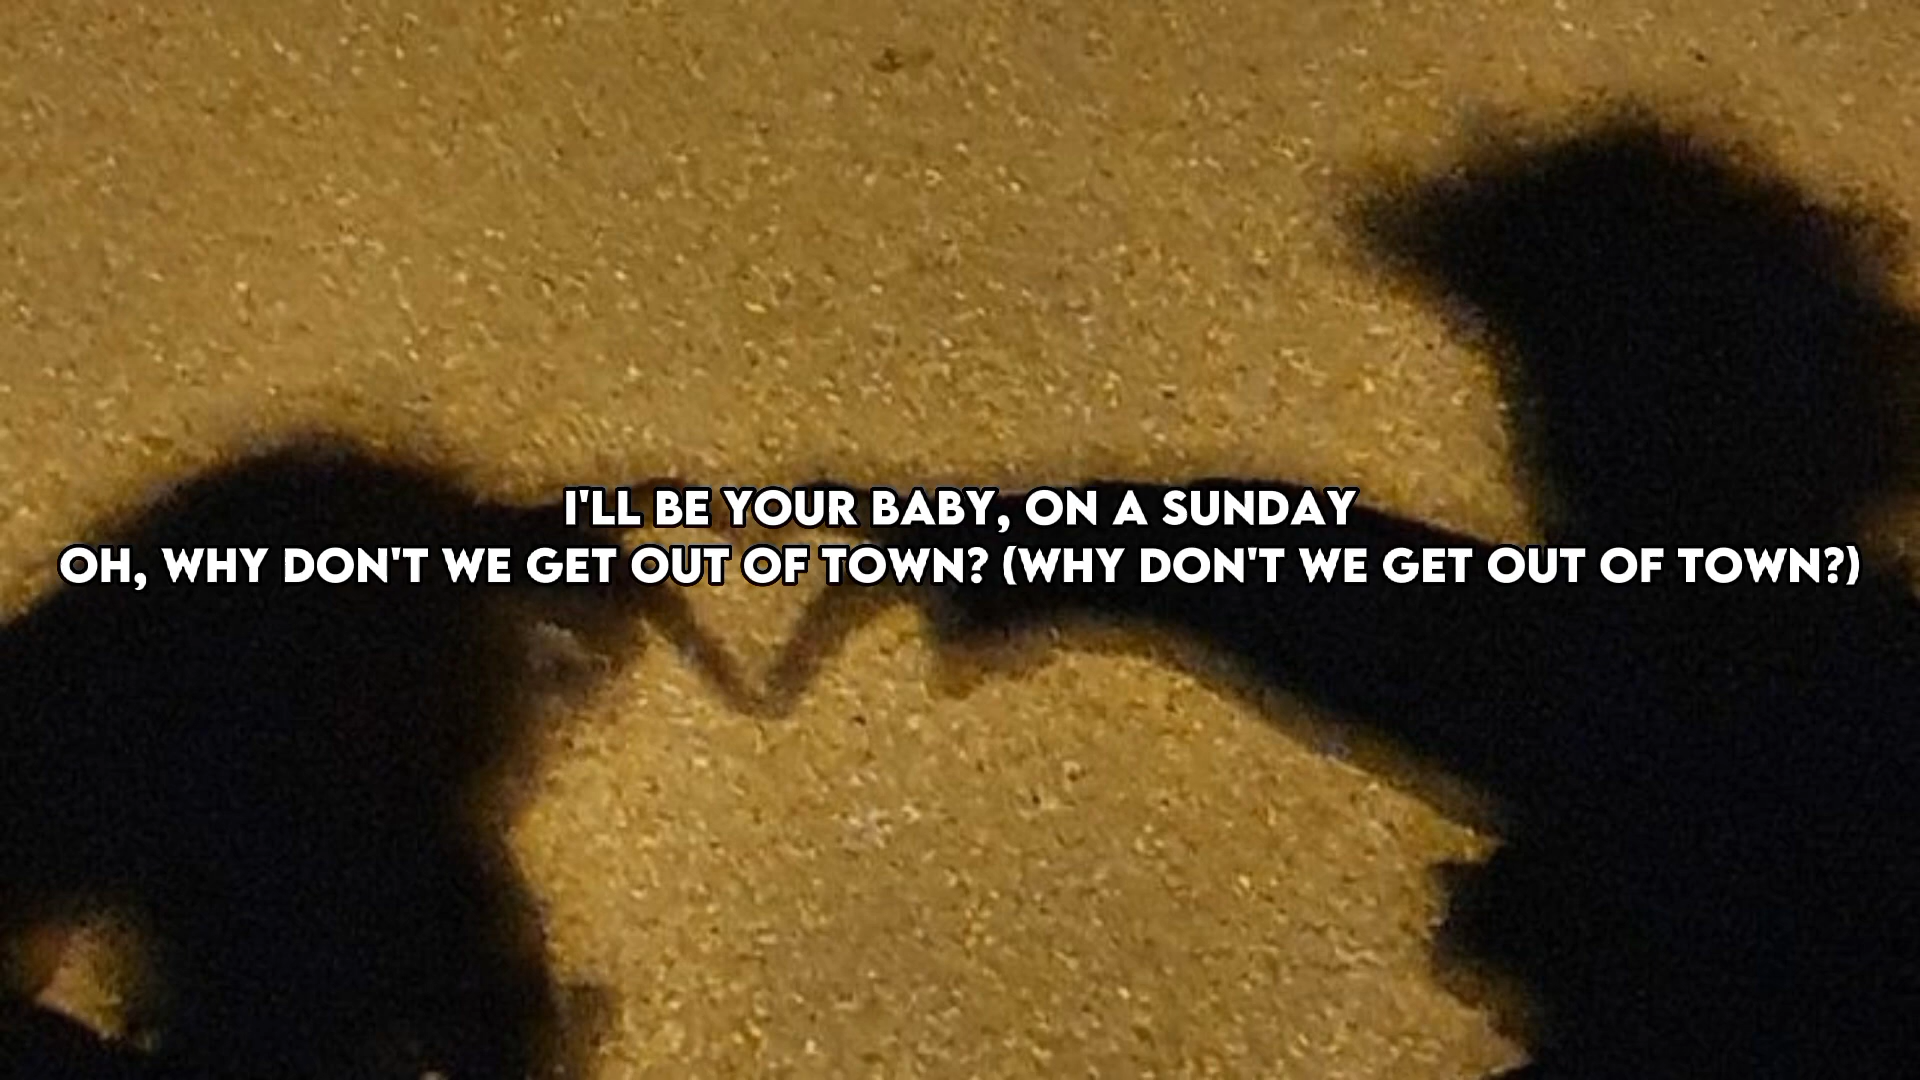 I'LL BE YOUR BABY, ON A SUNDAY
OH, WHY DON'T WE GET OUT OF TOWN? (WHY DON'T WE GET OUT OF TOWN?)